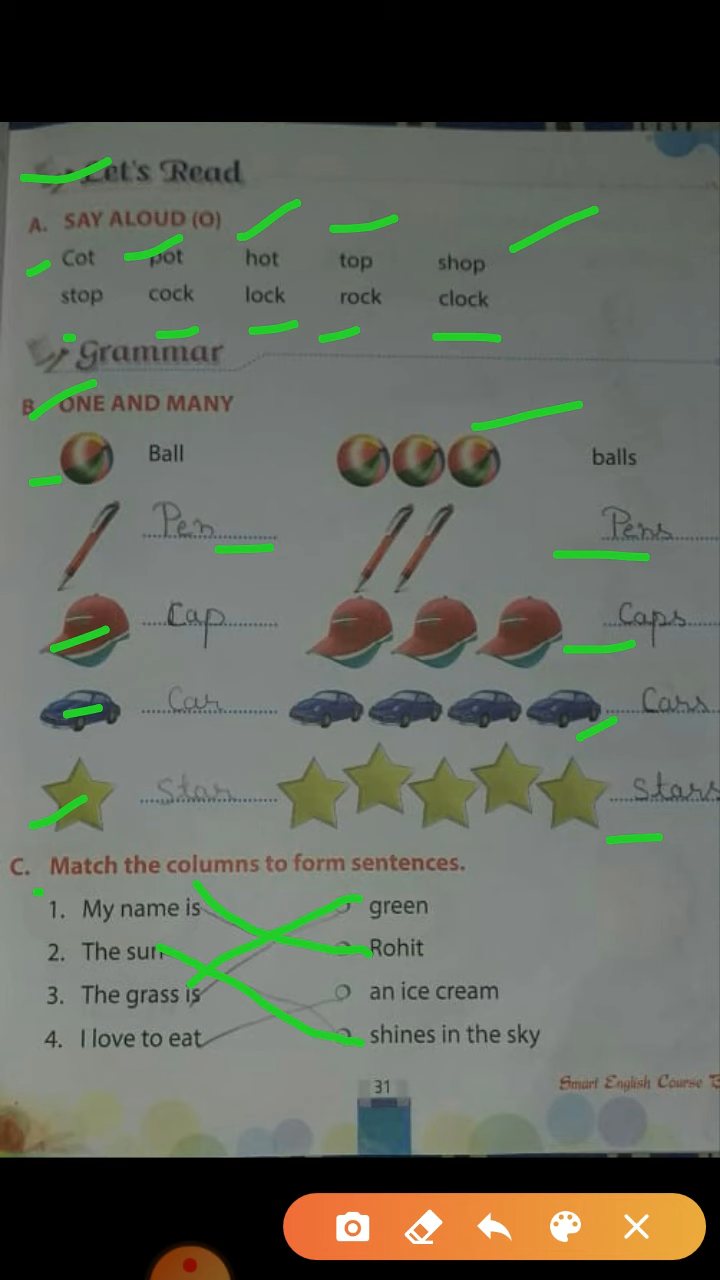 Let's Read
A. SAY ALOUD (O)
Cot pot hot top shop
stop cock lock rock clock
Grammar
B. ONE AND MANY
Ball balls
Pen Pens
Cap Caps
Car Cars
Star Stars
C. Match the columns to form sentences.
1. My name is green
2. The sun Rohit
3. The grass is an ice cream
4. I love to eat shines in the sky
31
Smart English Course